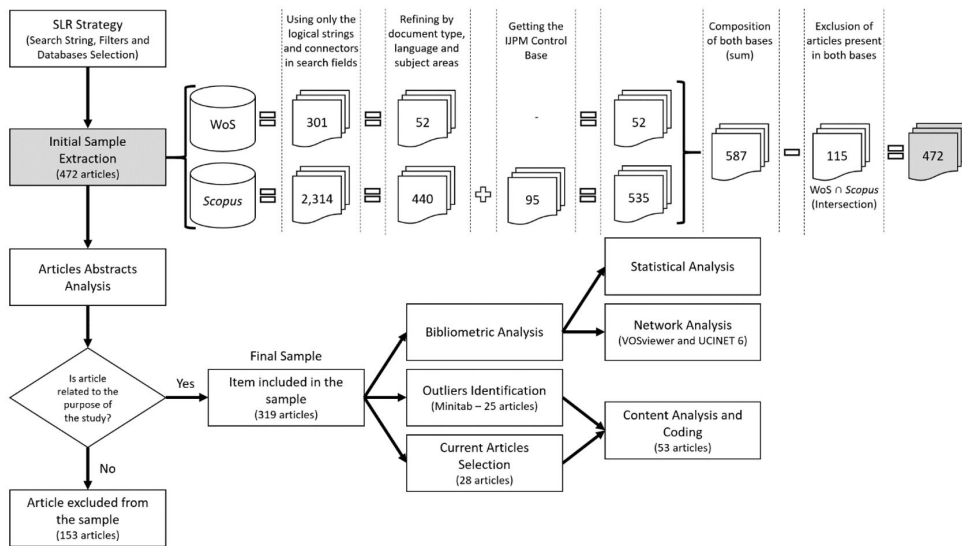 SLR Strategy
(Search String, Filters and
Databases Selection)
Using only the
logical strings
and connectors
in search fields
Refining by
document type,
language and
subject areas
Getting the
IJPM Control
Base
Composition
of both bases
(sum)
Exclusion of
articles present
in both bases
Initial Sample
Extraction
(472 articles)
WoS
301
52
-
52
Scopus
2,314
440
95
535
587
115
WoS ∩ Scopus
(Intersection)
472
Articles Abstracts
Analysis
Is article
related to the
purpose of
the study?
Yes
No
Article excluded from
the sample
(153 articles)
Final Sample
Item included in the
sample
(319 articles)
Bibliometric Analysis
Outliers Identification
(Minitab – 25 articles)
Current Articles
Selection
(28 articles)
Statistical Analysis
Network Analysis
(VOSviewer and UCINET 6)
Content Analysis and
Coding
(53 articles)